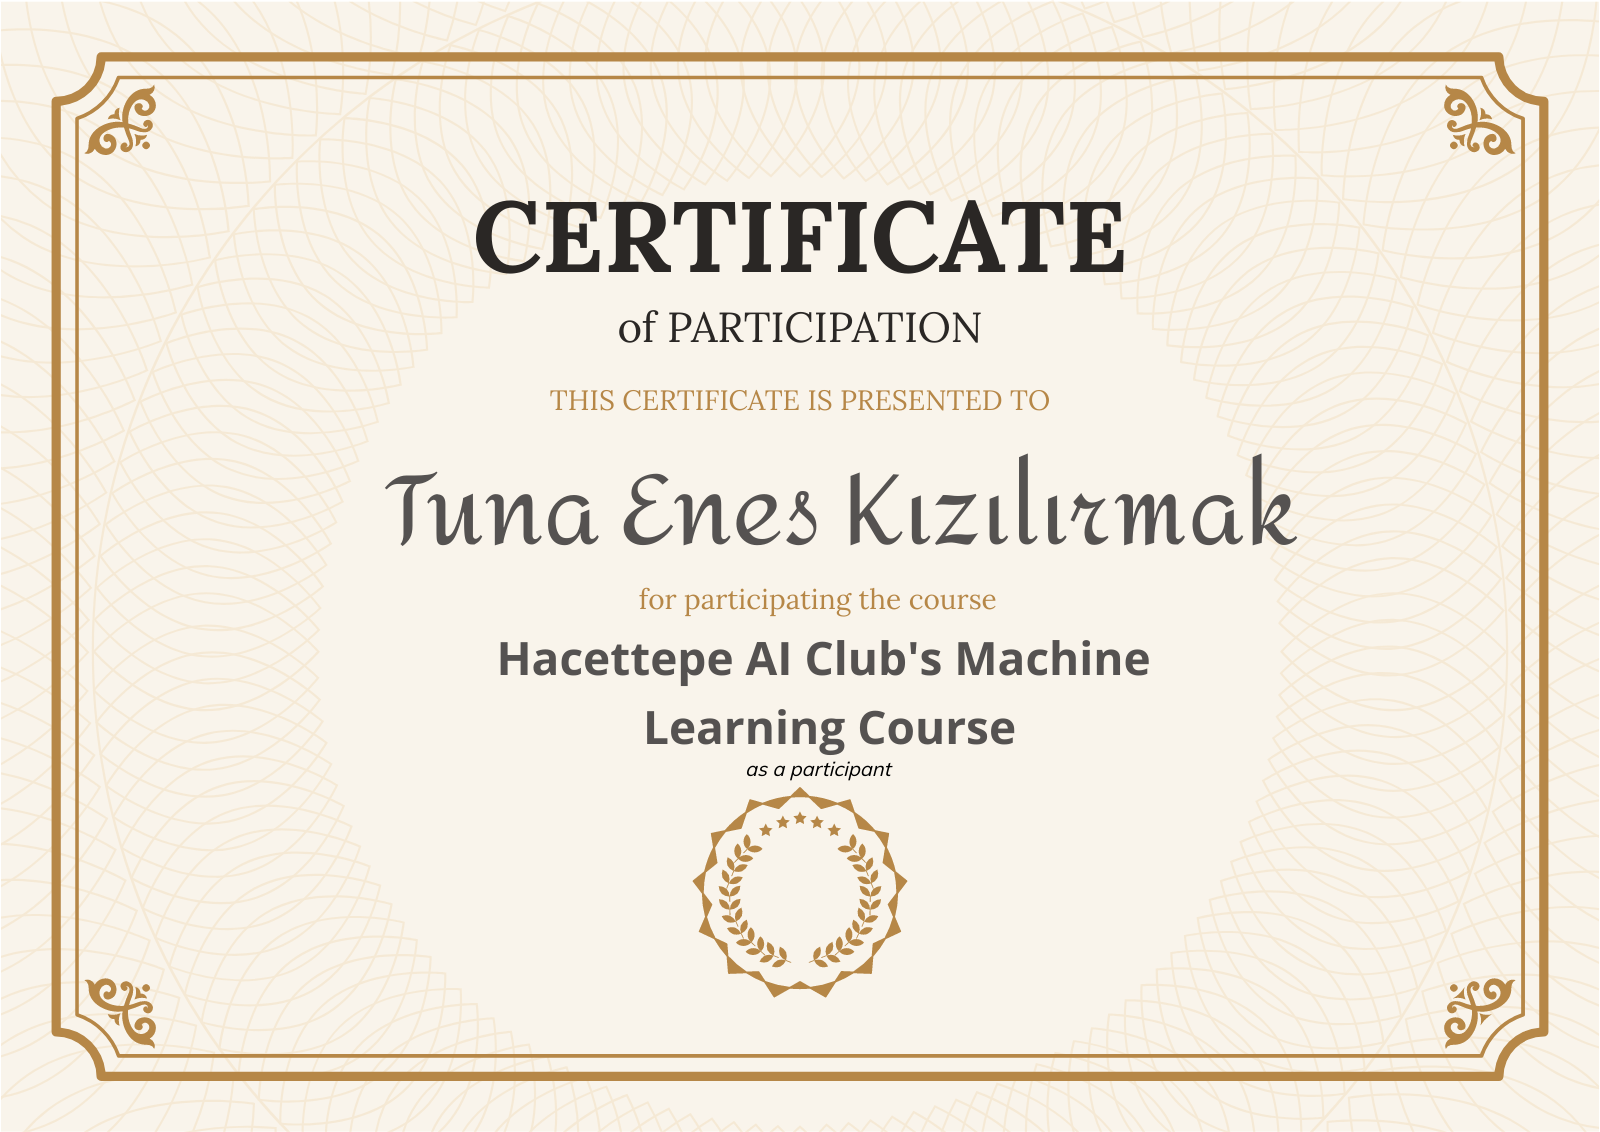 CERTIFICATE
of PARTICIPATION
THIS CERTIFICATE IS PRESENTED TO
Tuna Enes Kızılırmak
for participating the course
Hacettepe AI Club's Machine
Learning Course
as a participant